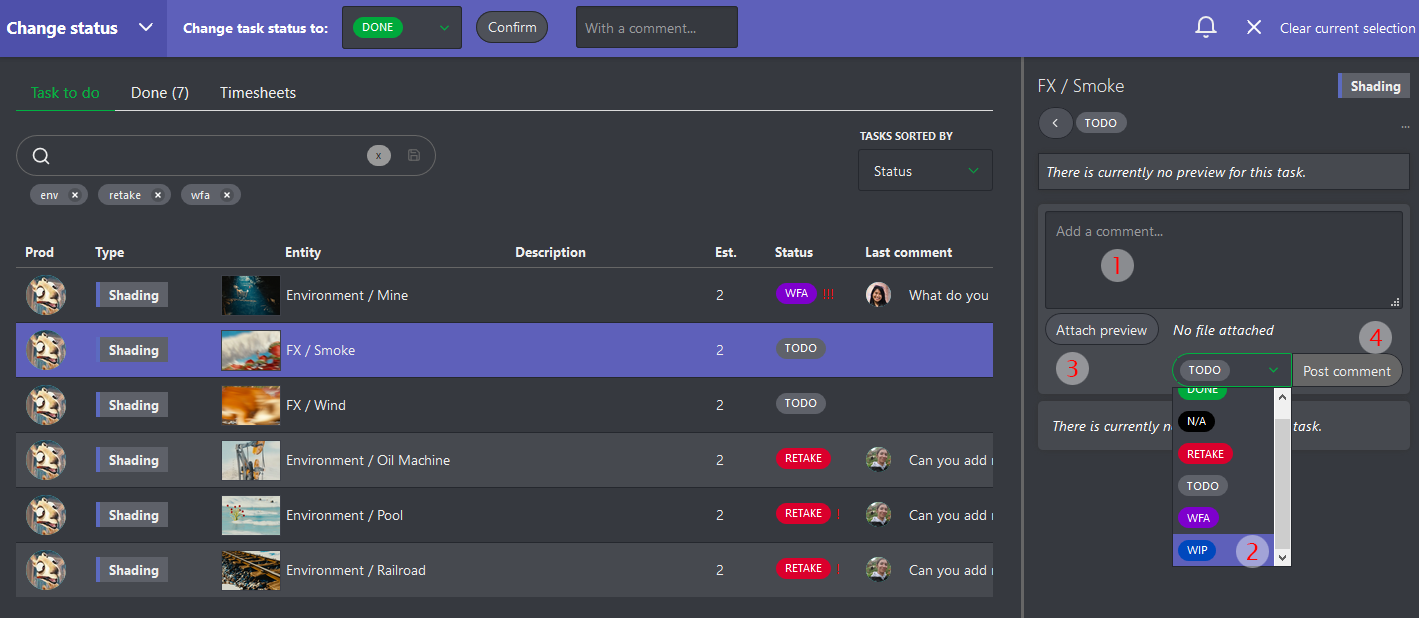 Change status
Change task status to:
DONE
Confirm
With a comment...
Clear current selection
Task to do
Done (7)
Timesheets
x
TASKS SORTED BY
Status
env
retake
wfa
Prod Type Entity Description Est. Status Last comment
Shading Environment / Mine 2 WFA !!! What do you
Shading FX / Smoke 2 TODO
Shading FX / Wind 2 TODO
Shading Environment / Oil Machine 2 RETAKE Can you add
Shading Environment / Pool 2 RETAKE ! Can you add
Shading Environment / Railroad 2 RETAKE ! Can you add
FX / Smoke
Shading
TODO
...
There is currently no preview for this task.
Add a comment...
1
Attach preview
No file attached
3
4
TODO
Post comment
DONE
N/A
RETAKE
TODO
WFA
WIP
2
There is currently task.